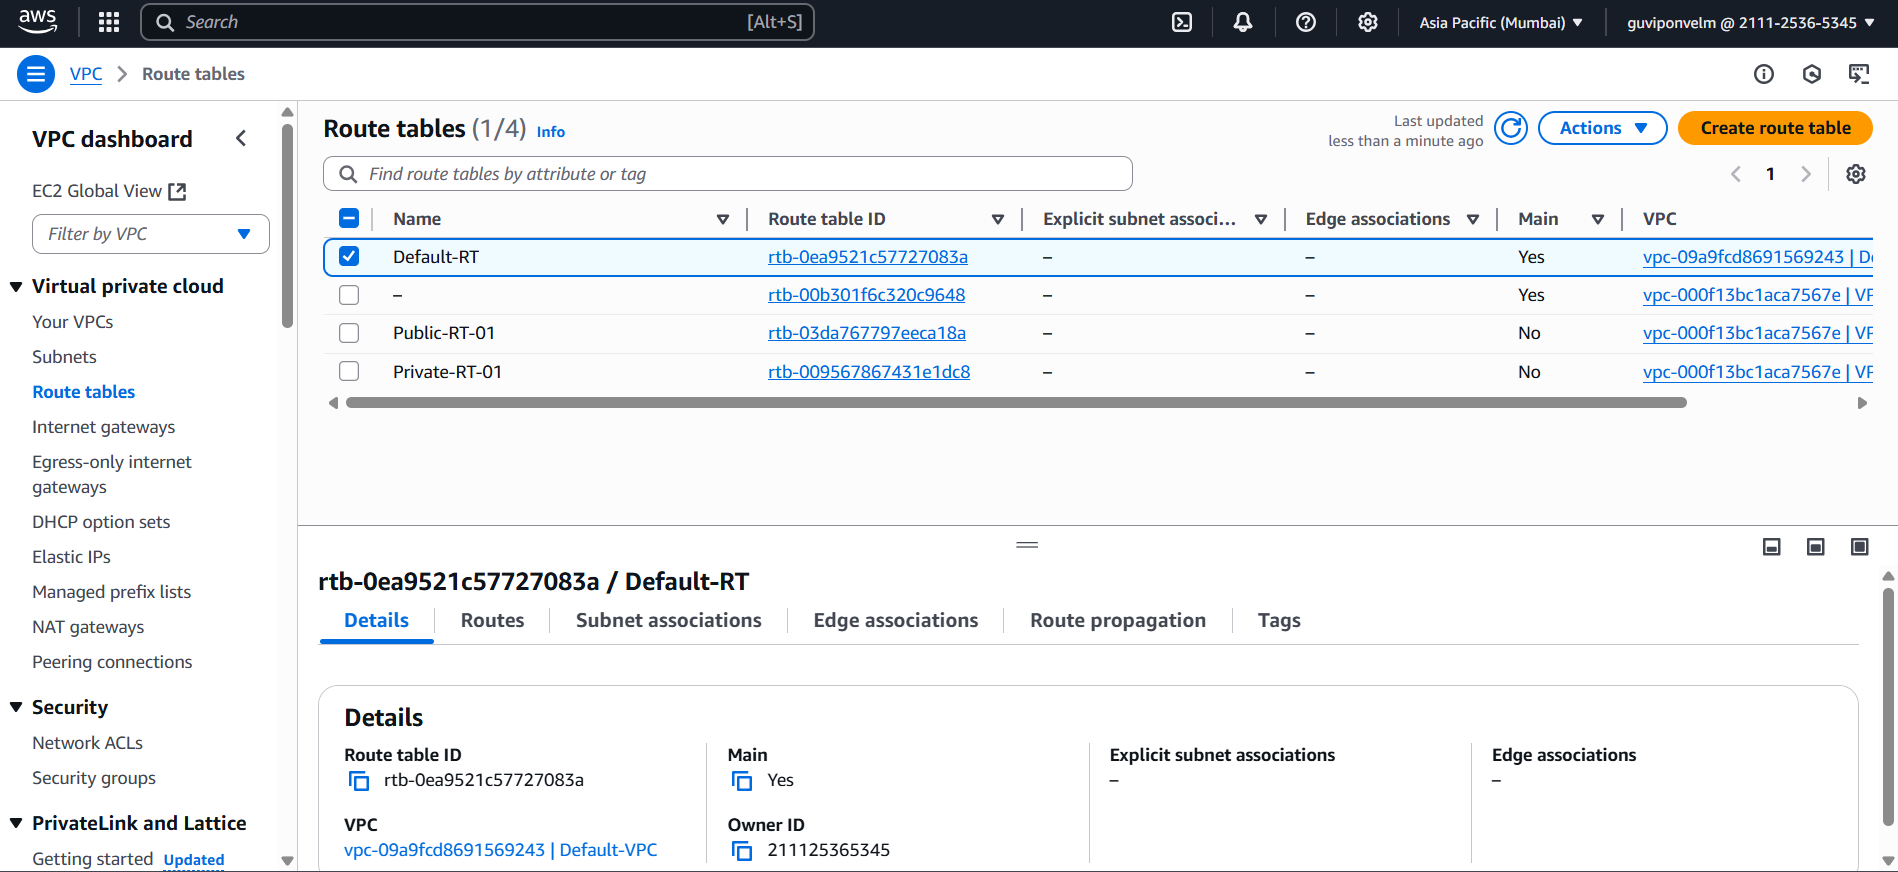 aws
Search [Alt+S]
Asia Pacific (Mumbai)
guviponvelm @ 2111-2536-5345
VPC
Route tables
VPC dashboard
EC2 Global View
Filter by VPC
Virtual private cloud
Your VPCs
Subnets
Route tables
Internet gateways
Egress-only internet
gateways
DHCP option sets
Elastic IPs
Managed prefix lists
NAT gateways
Peering connections
Security
Network ACLs
Security groups
PrivateLink and Lattice
Getting started Updated
Route tables (1/4) Info
Last updated
less than a minute ago
Actions
Create route table
Find route tables by attribute or tag
1
Name Route table ID Explicit subnet associ... Edge associations Main VPC
Default-RT rtb-0ea9521c57727083a – – Yes vpc-09a9fcd8691569243 | De
– rtb-00b301f6c320c9648 – – Yes vpc-000f13bc1aca7567e | VP
Public-RT-01 rtb-03da767797eeca18a – – No vpc-000f13bc1aca7567e | VP
Private-RT-01 rtb-009567867431e1dc8 – – No vpc-000f13bc1aca7567e | VP
rtb-0ea9521c57727083a / Default-RT
Details Routes Subnet associations Edge associations Route propagation Tags
Details
Route table ID
rtb-0ea9521c57727083a
Main
Yes
Explicit subnet associations
–
Edge associations
–
VPC
vpc-09a9fcd8691569243 | Default-VPC
Owner ID
211125365345